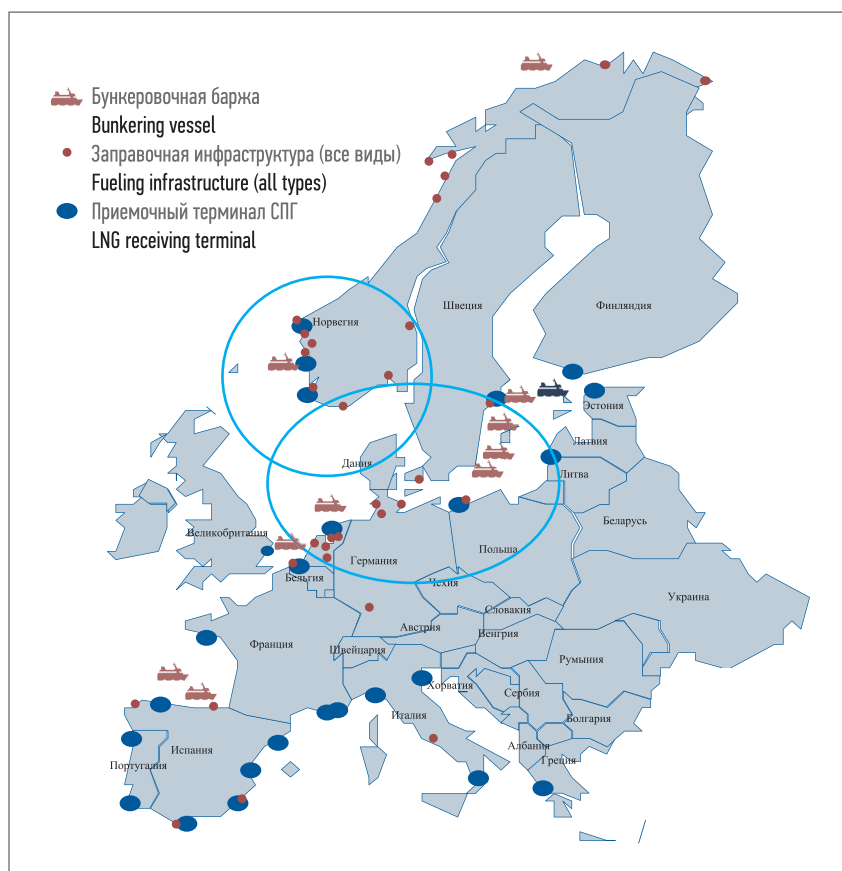 Бункеровочная баржа
Bunkering vessel
Заправочная инфраструктура (все виды)
Fueling infrastructure (all types)
Приемочный терминал СПГ
LNG receiving terminal
Швеция
Финляндия
Норвегия
Эстония
Латвия
Дания
Литва
Беларусь
Великобритания
Польша
Германия
Бельгия
Чехия
Украина
Словакия
Австрия
Венгрия
Франция
Швейцария
Румыния
Хорватия
Сербия
Италия
Болгария
Испания
Албания
Португалия
Греция